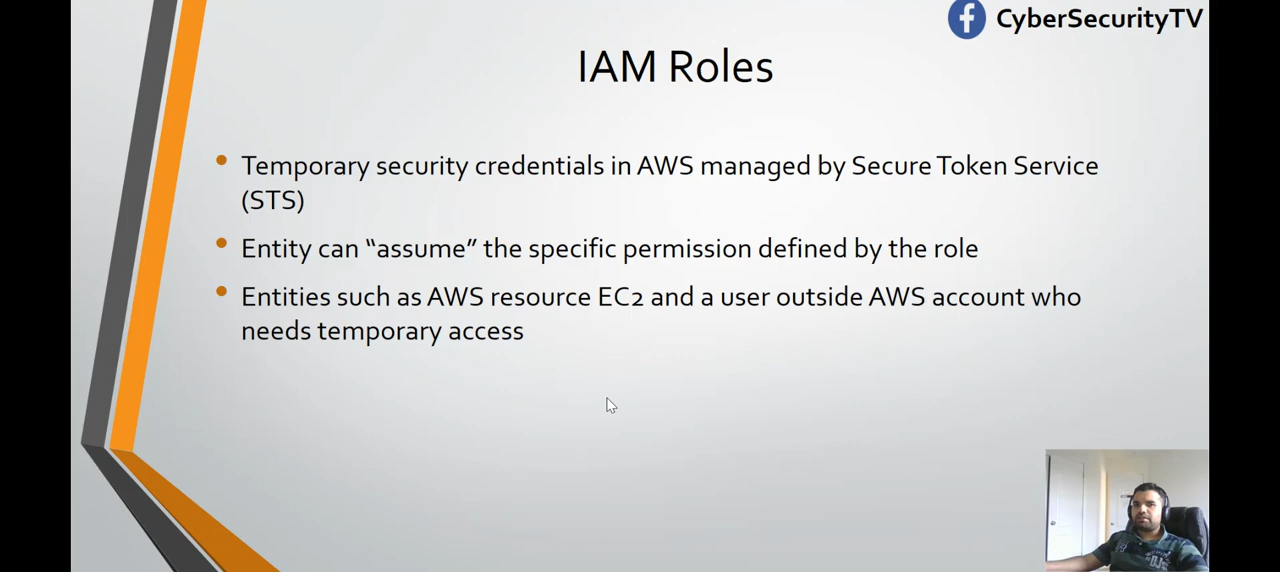 CyberSecurityTV
IAM Roles
Temporary security credentials in AWS managed by Secure Token Service
(STS)
Entity can “assume” the specific permission defined by the role
Entities such as AWS resource EC2 and a user outside AWS account who
needs temporary access